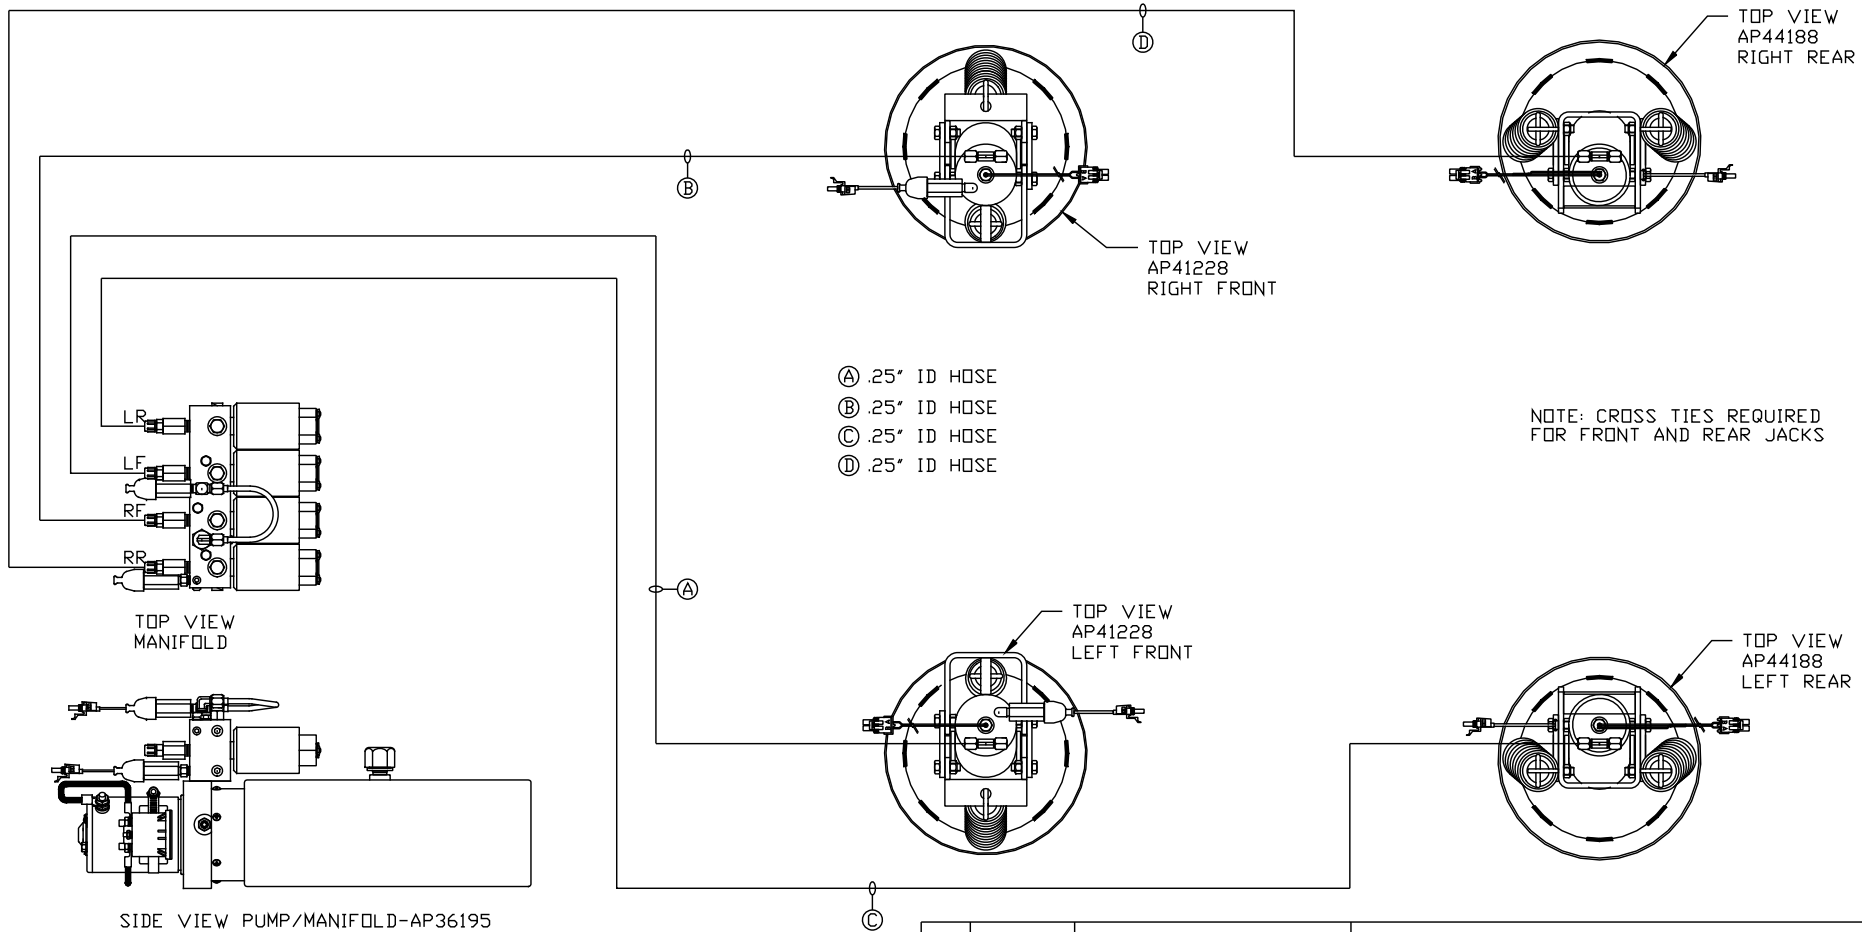 TOP VIEW
AP44188
RIGHT REAR
D
B
TOP VIEW
AP41228
RIGHT FRONT
A .25" ID HOSE
B .25" ID HOSE
C .25" ID HOSE
D .25" ID HOSE
NOTE: CROSS TIES REQUIRED
FOR FRONT AND REAR JACKS
LR
LF
RF
RR
TOP VIEW
MANIFOLD
A
TOP VIEW
AP41228
LEFT FRONT
TOP VIEW
AP44188
LEFT REAR
SIDE VIEW PUMP/MANIFOLD-AP36195
C